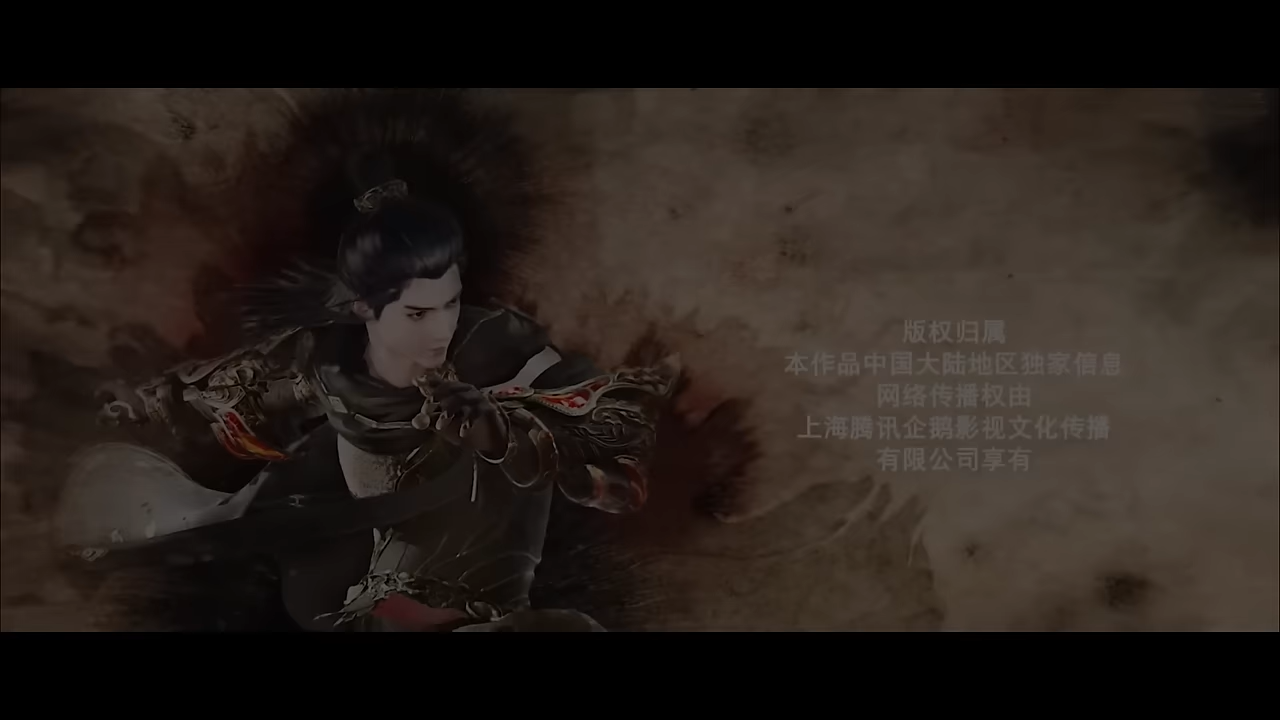 版权归属
本作品中国大陆地区独家信息
网络传播权由
上海腾讯企鹅影视文化传播
有限公司享有